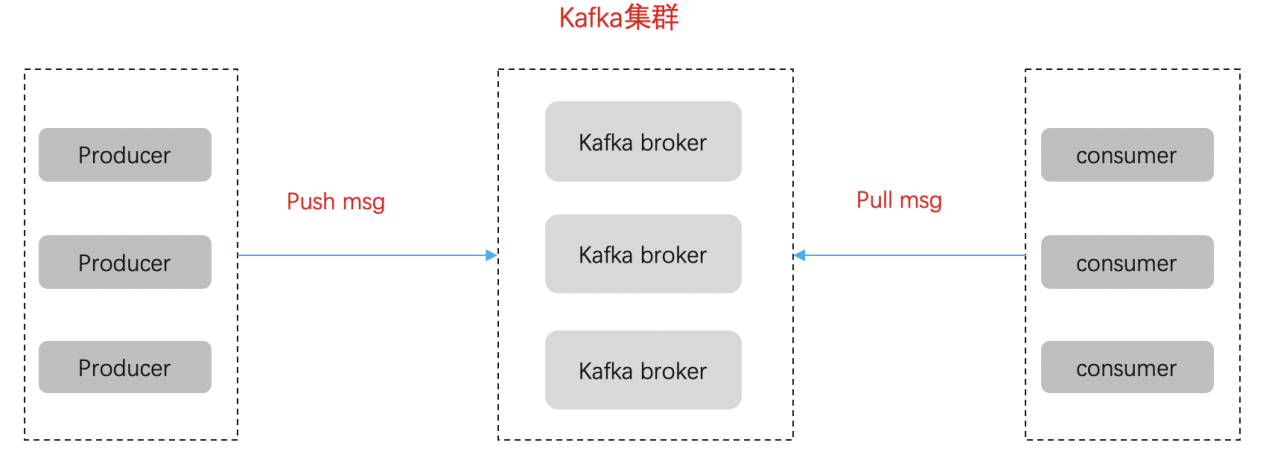 Kafka集群
Producer
Producer
Producer
Push msg
Kafka broker
Kafka broker
Kafka broker
Pull msg
consumer
consumer
consumer